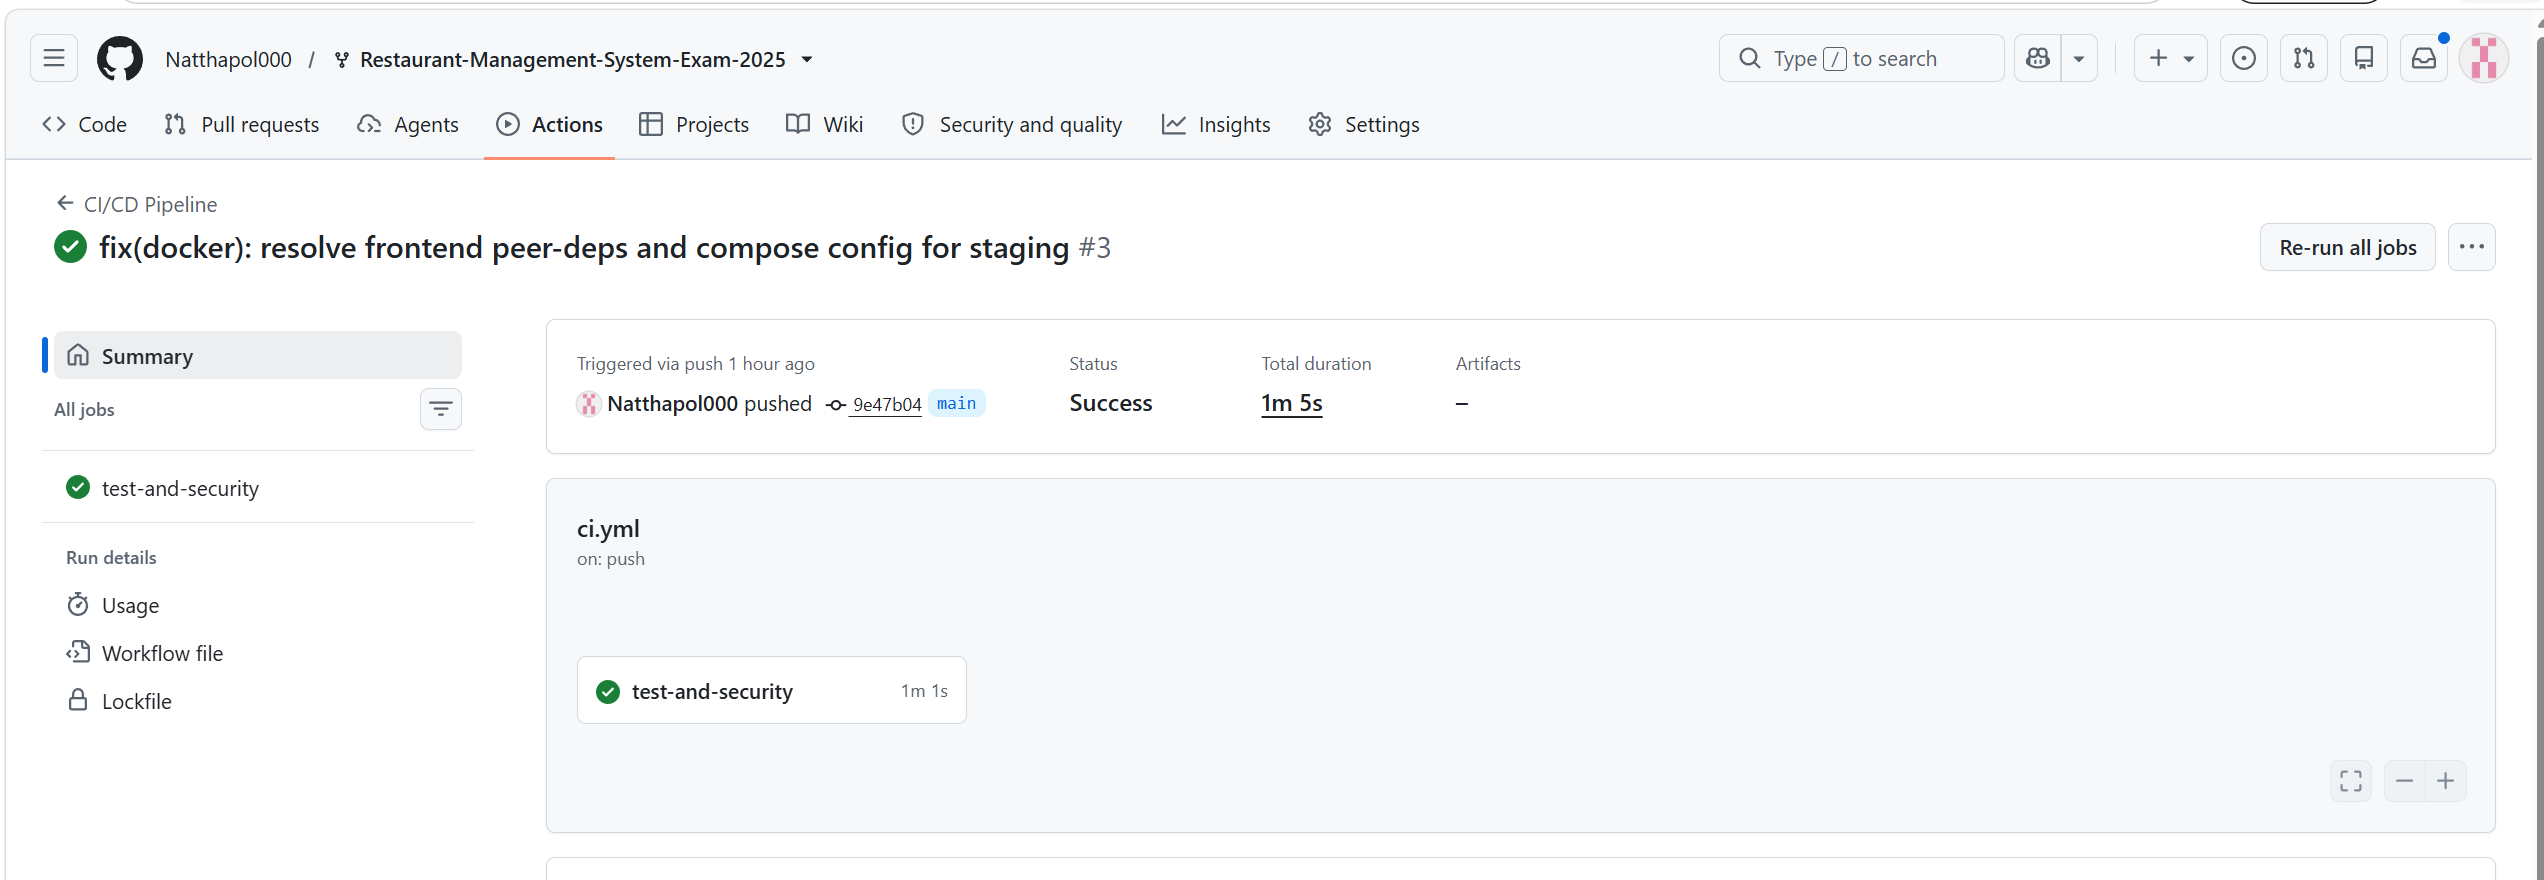 Natthapol000 / Restaurant-Management-System-Exam-2025
Type / to search
Code Pull requests Agents Actions Projects Wiki Security and quality Insights Settings
CI/CD Pipeline
fix(docker): resolve frontend peer-deps and compose config for staging #3
Re-run all jobs
Summary
All jobs
test-and-security
Run details
Usage
Workflow file
Lockfile
Triggered via push 1 hour ago
Natthapol000 pushed 9e47b04 main
Status
Success
Total duration
1m 5s
Artifacts
–
ci.yml
on: push
test-and-security 1m 1s